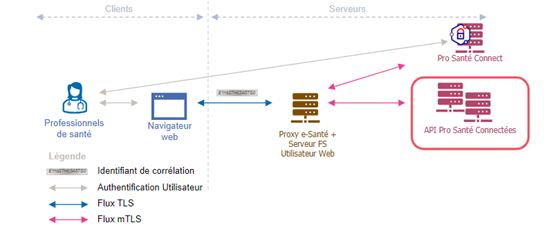 Clients
Serveurs
Pro Santé Connect
Professionnels
de santé
Navigateur
web
Proxy e-Santé +
Serveur FS
Utilisateur Web
API Pro Santé Connectées
Légende
Identifiant de corrélation
Authentification Utilisateur
Flux TLS
Flux mTLS